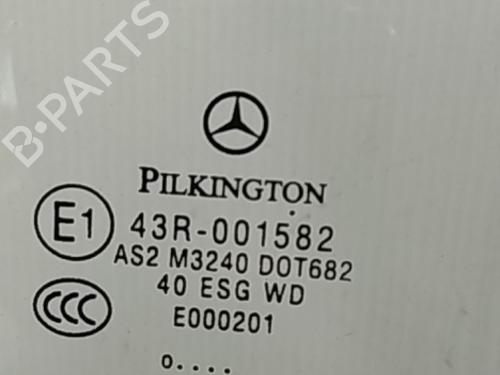 B-PARTS
PILKINGTON
E1 43R-001582
AS2 M3240 DOT682
CCC 40 ESG WD
E000201
o....